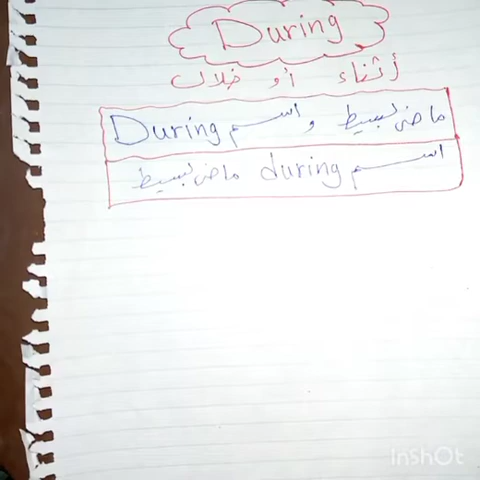 During
أثناء أو خلال
During اسم و ماضي بسيط
ماضي بسيط during اسم
InShOt